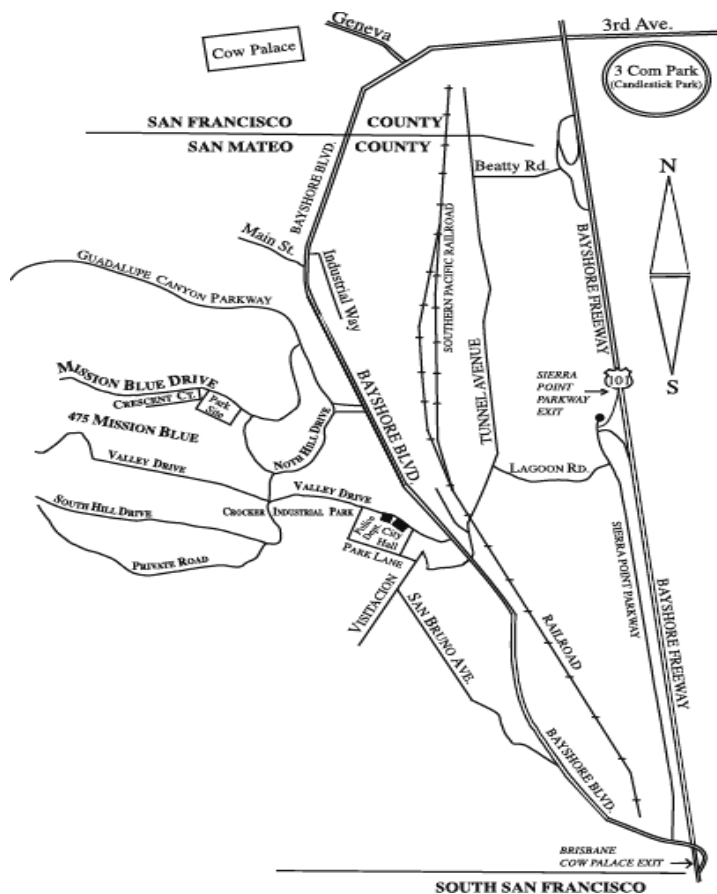 Geneva
3rd Ave.
Cow Palace
3 Com Park
(Candlestick Park)
SAN FRANCISCO COUNTY
SAN MATEO COUNTY
Beatty Rd.
N
BAYSHORE BLVD.
Main St.
Industrial Way
GUADALUPE CANYON PARKWAY
SOUTHERN PACIFIC RAILROAD
BAYSHORE FREEWAY
MISSION BLUE DRIVE
CRESCENT CT.
Park
Site
475 MISSION BLUE
NOTH HILL DRIVE
BAYSHORE BLVD.
TUNNEL AVENUE
SIERRA
POINT
PARKWAY
EXIT
101
S
VALLEY DRIVE
VALLEY DRIVE
LAGOON RD.
SOUTH HILL DRIVE
CROCKER INDUSTRIAL PARK
Police
Dept.
City
Hall
PARK LANE
PRIVATE ROAD
VISITACION
SAN BRUNO AVE.
SIERRA POINT PARKWAY
RAILROAD
BAYSHORE FREEWAY
BAYSHORE BLVD.
BRISBANE
COW PALACE EXIT
SOUTH SAN FRANCISCO